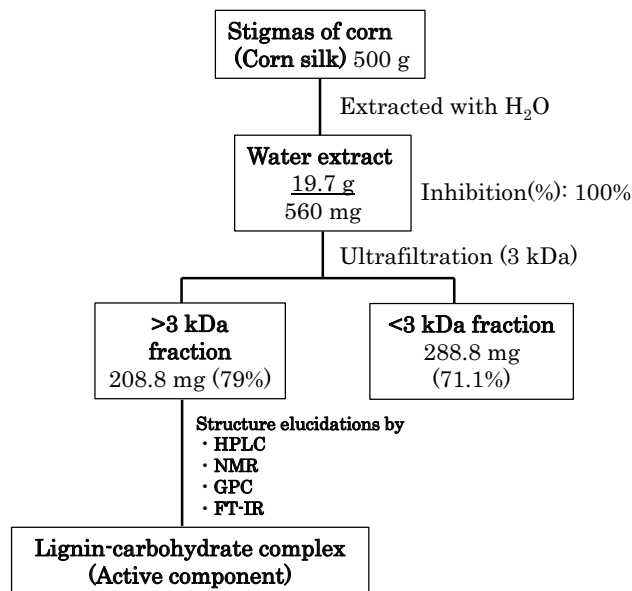 Stigmas of corn
(Corn silk) 500 g
Extracted with H₂O
Water extract
19.7 g
560 mg
Inhibition(%): 100%
Ultrafiltration (3 kDa)
>3 kDa
fraction
208.8 mg (79%)
<3 kDa fraction
288.8 mg
(71.1%)
Structure elucidations by
・HPLC
・NMR
・GPC
・FT-IR
Lignin-carbohydrate complex
(Active component)